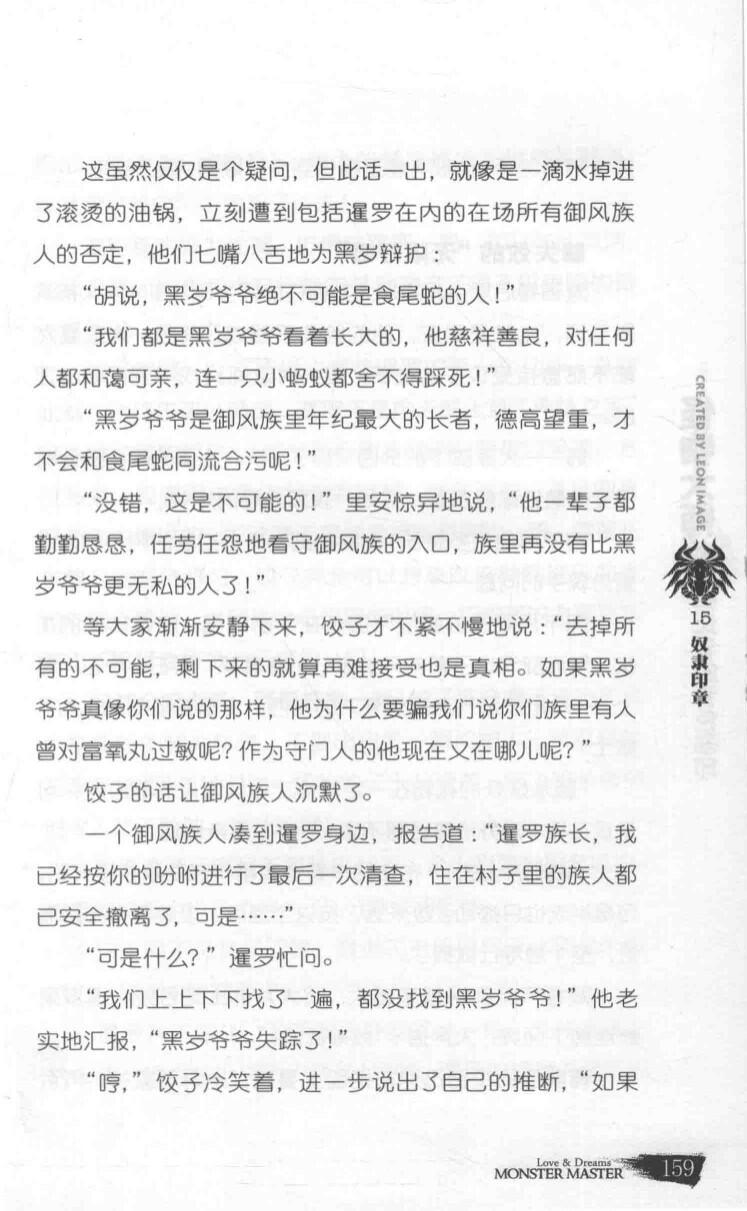 这虽然仅仅是个疑问，但此话一出，就像是一滴水掉进
了滚烫的油锅，立刻遭到包括暹罗在内的在场所有御风族
人的否定，他们七嘴八舌地为黑岁辩护：
“胡说，黑岁爷爷绝不可能是食尾蛇的人！”
“我们都是黑岁爷爷看着长大的，他慈祥善良，对任何
人都和蔼可亲，连一只小蚂蚁都舍不得踩死！”
“黑岁爷爷是御风族里年纪最大的长者，德高望重，才
不会和食尾蛇同流合污呢！”
“没错，这是不可能的！”里安惊异地说，“他一辈子都
勤勤恳恳，任劳任怨地看守御风族的入口，族里再没有比黑
岁爷爷更无私的人了！”
等大家渐渐安静下来，饺子才不紧不慢地说：“去掉所
有的不可能，剩下来的就算再难接受也是真相。如果黑岁
爷爷真像你们说的那样，他为什么要骗我们说你们族里有人
曾对富氧丸过敏呢？作为守门人的他现在又在哪儿呢？”
饺子的话让御风族人沉默了。
一个御风族人凑到暹罗身边，报告道：“暹罗族长，我
已经按你的吩咐进行了最后一次清查，住在村子里的族人都
已安全撤离了，可是……”
“可是什么？”暹罗忙问。
“我们上上下下找了一遍，都没找到黑岁爷爷！”他老
实地汇报，“黑岁爷爷失踪了！”
“哼，”饺子冷笑着，进一步说出了自己的推断，“如果
CREATED BY LEON IMAGE
15
奴隶印章
Love & Dreams
MONSTER MASTER
159